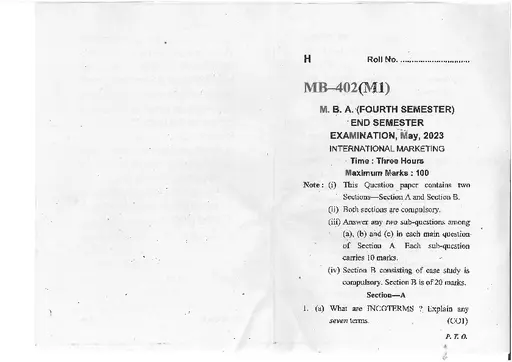 H Roll No. ..............................
MB–402(M1)
M. B. A. (FOURTH SEMESTER)
END SEMESTER
EXAMINATION, May, 2023
INTERNATIONAL MARKETING
Time : Three Hours
Maximum Marks : 100
Note : (i) This Question paper contains two
Sections—Section A and Section B.
(ii) Both sections are compulsory.
(iii) Answer any two sub-questions among
(a), (b) and (c) in each main question
of Section A. Each sub-question
carries 10 marks.
(iv) Section B consisting of case study is
compulsory. Section B is of 20 marks.
Section—A
1. (a) What are INCOTERMS ? Explain any
seven terms. (CO1)
P. T. O.